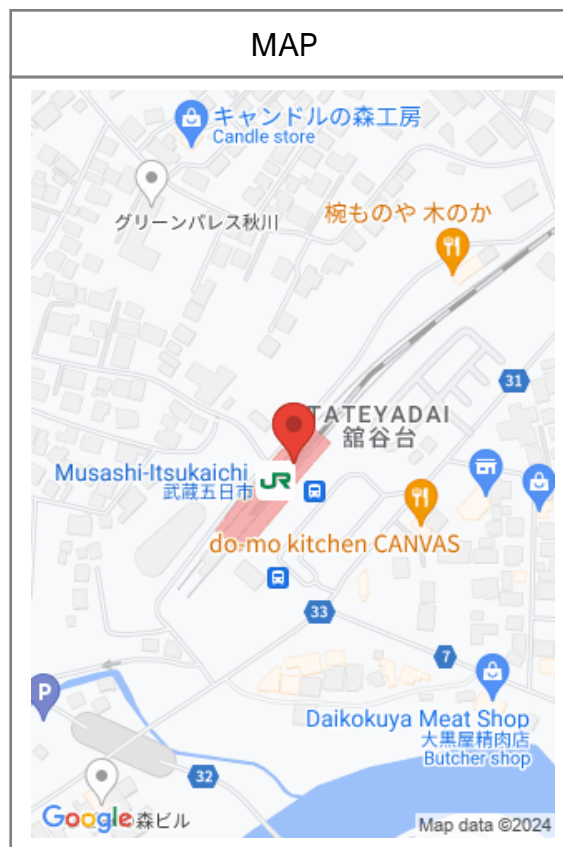 MAP
キャンドルの森工房
Candle store
グリーンパレス秋川
椀ものや 木のか
31
TATEYADAI
舘谷台
Musashi-Itsukaichi
武蔵五日市
JR
do-mo kitchen CANVAS
33
7
P
Daikokuya Meat Shop
大黒屋精肉店
Butcher shop
32
Google
森ビル
Map data ©2024